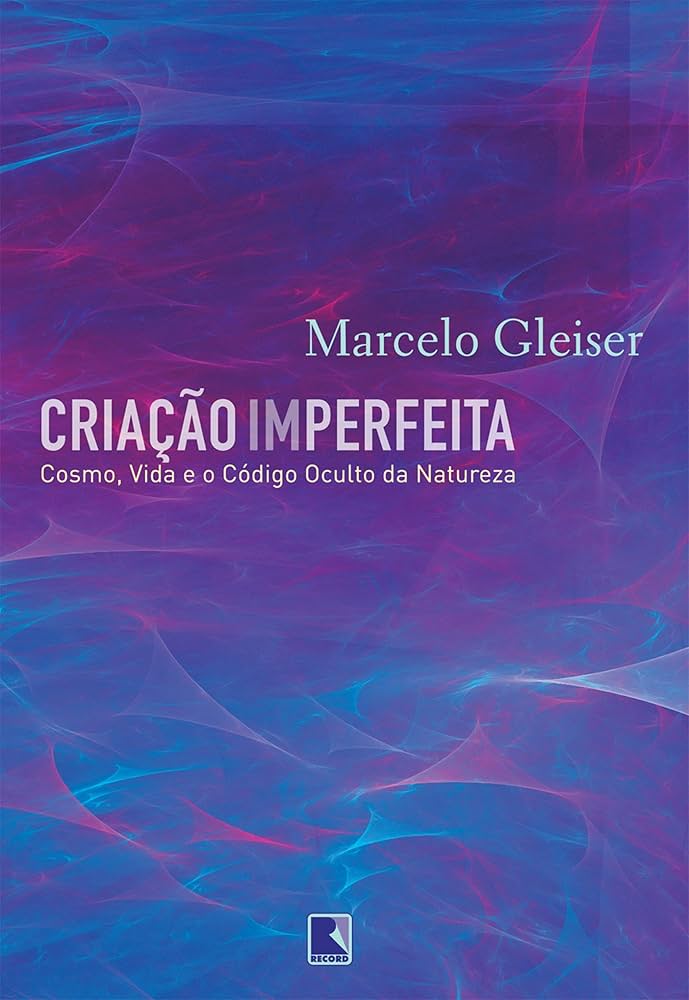 Marcelo Gleiser
CRIAÇÃO IMPERFEITA
Cosmo, Vida e o Código Oculto da Natureza
R
RECORD